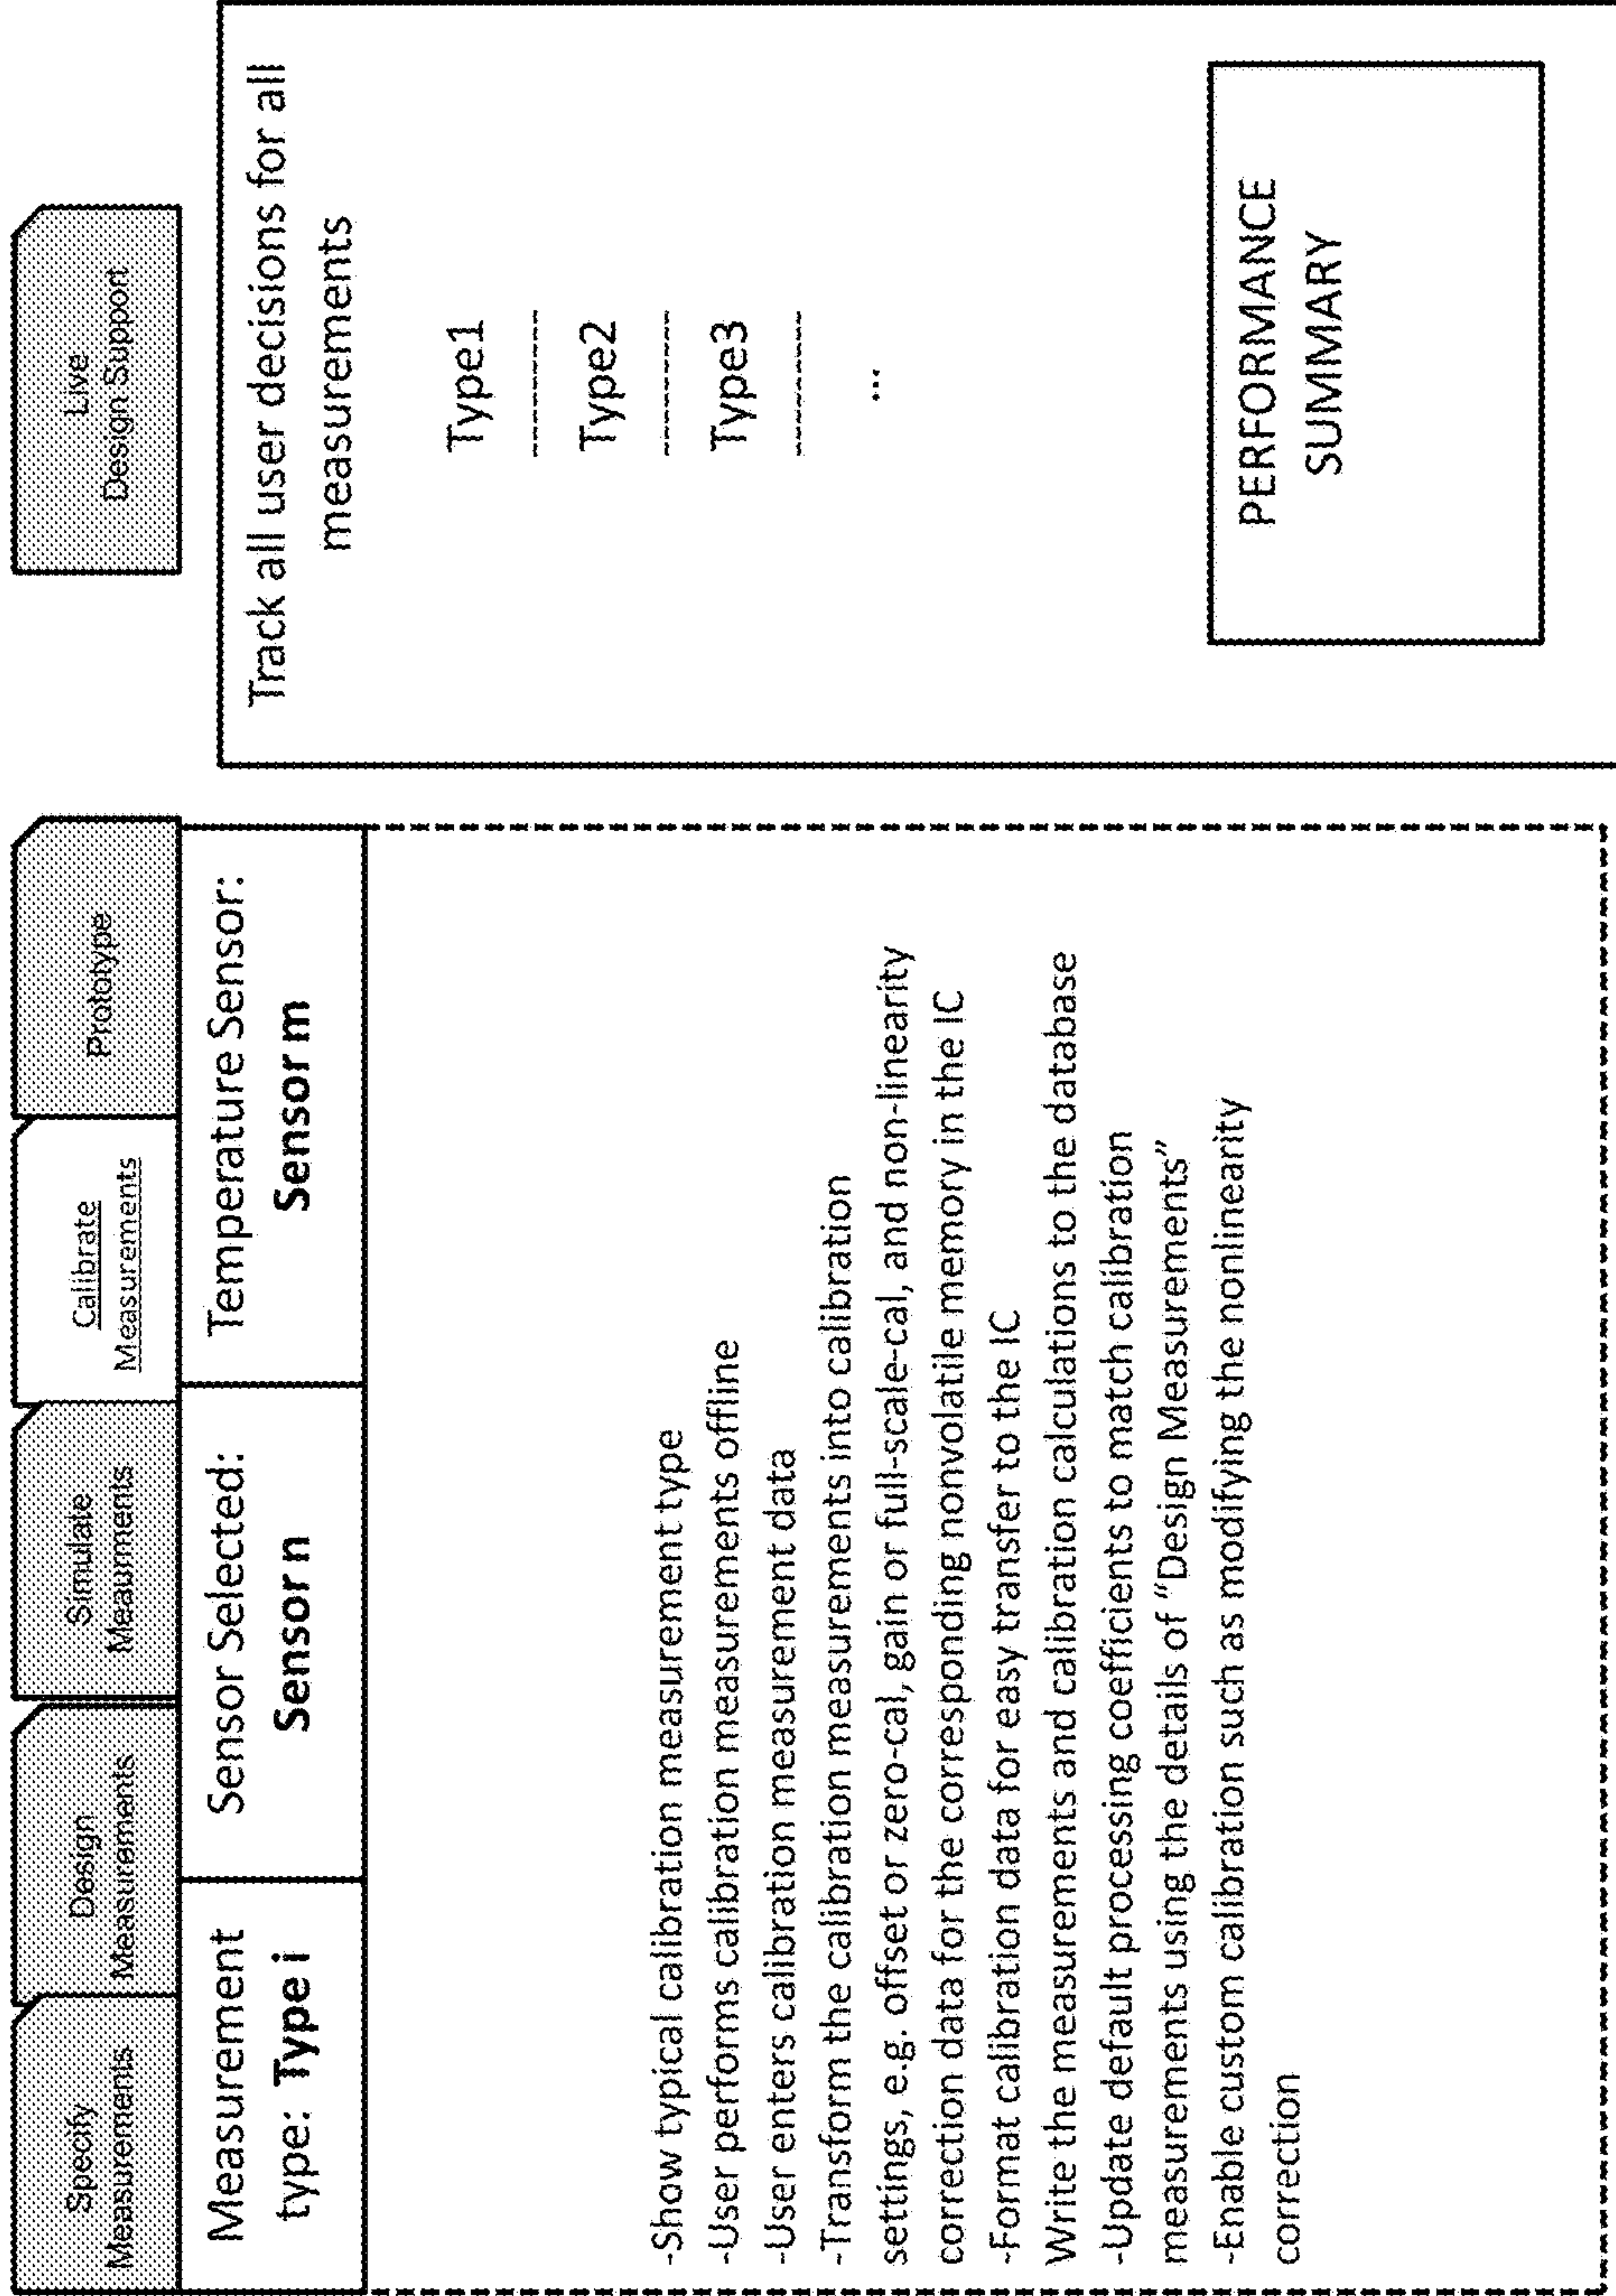 Specify
Measurements
Design
Measurements
Simulate
Meaurments
Calibrate
Measurements
Prototype
Live
Design Support
Measurement
type: Type i
Sensor Selected:
Sensor n
Temperature Sensor:
Sensor m
-Show typical calibration measurement type
-User performs calibration measurements offline
-User enters calibration measurement data
-Transform the calibration measurements into calibration
settings, e.g. offset or zero-cal, gain or full-scale-cal, and non-linearity
correction data for the corresponding nonvolatile memory in the IC
-Format calibration data for easy transfer to the IC
Write the measurements and calibration calculations to the database
-Update default processing coefficients to match calibration
measurements using the details of "Design Measurements"
-Enable custom calibration such as modifying the nonlinearity
correction
Track all user decisions for all
measurements
Type1
Type2
Type3
...
PERFORMANCE
SUMMARY